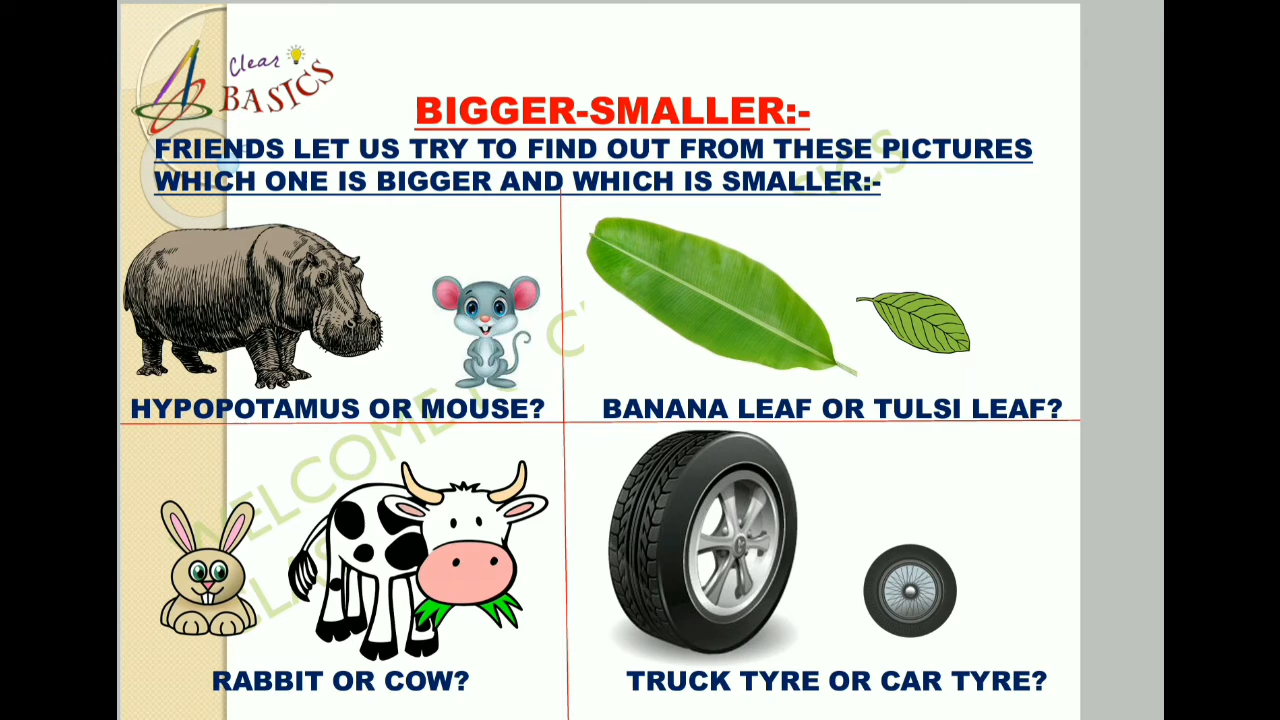 Clear
BASICS
BIGGER-SMALLER:-
FRIENDS LET US TRY TO FIND OUT FROM THESE PICTURES
WHICH ONE IS BIGGER AND WHICH IS SMALLER:-
HYPOPOTAMUS OR MOUSE?
BANANA LEAF OR TULSI LEAF?
RABBIT OR COW?
TRUCK TYRE OR CAR TYRE?
WELCOME